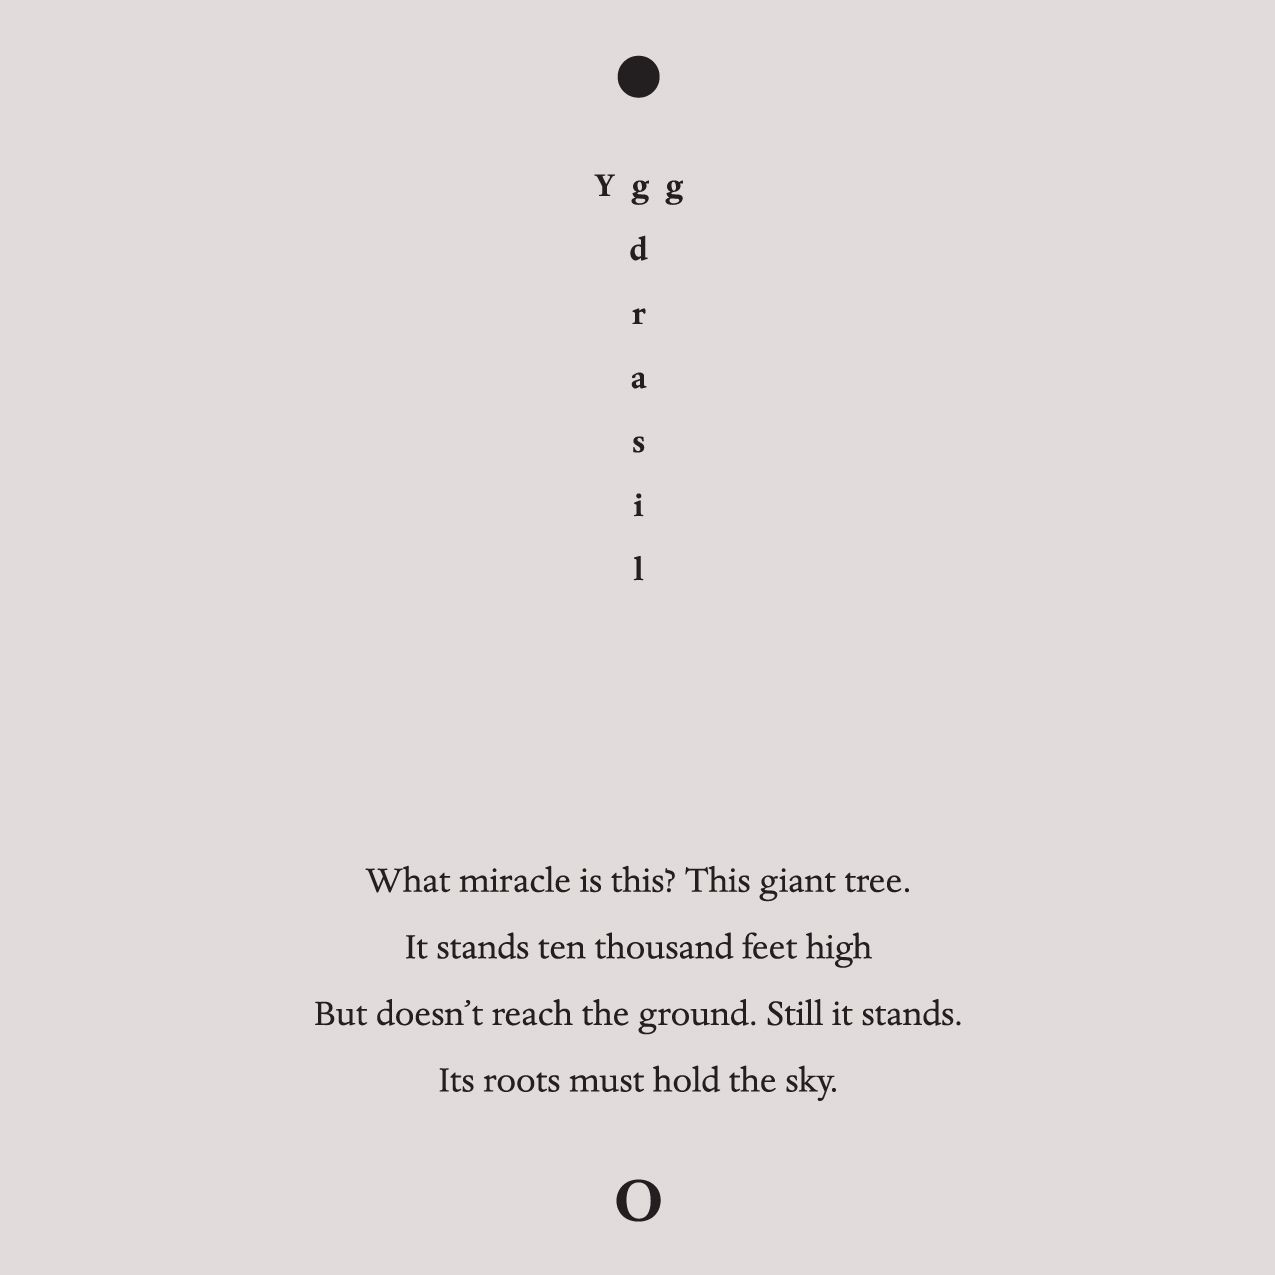 Y g g
d
r
a
s
i
l
What miracle is this? This giant tree.
It stands ten thousand feet high
But doesn’t reach the ground. Still it stands.
Its roots must hold the sky.
O